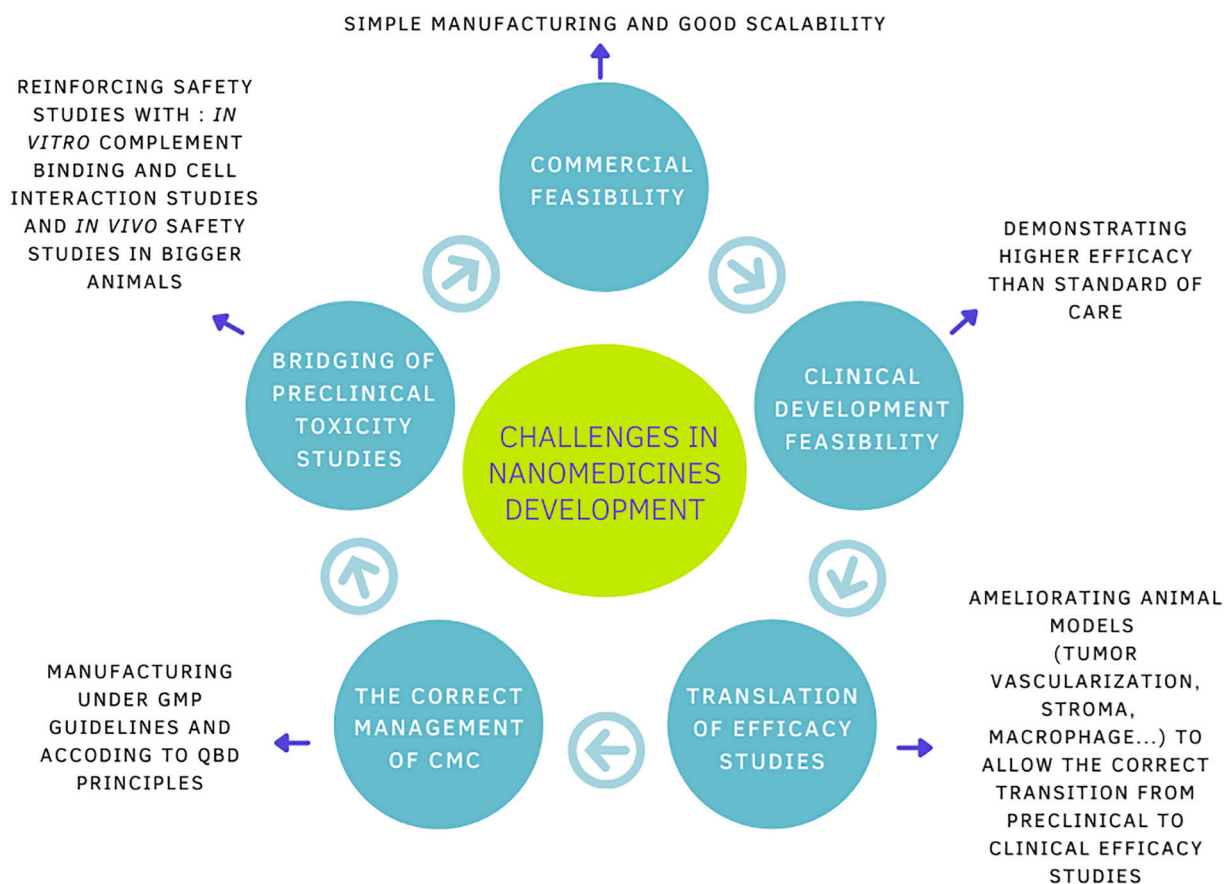 SIMPLE MANUFACTURING AND GOOD SCALABILITY
REINFORCING SAFETY
STUDIES WITH : IN
VITRO COMPLEMENT
BINDING AND CELL
INTERACTION STUDIES
AND IN VIVO SAFETY
STUDIES IN BIGGER
ANIMALS
COMMERCIAL
FEASIBILITY
DEMONSTRATING
HIGHER EFFICACY
THAN STANDARD OF
CARE
BRIDGING OF
PRECLINICAL
TOXICITY
STUDIES
CLINICAL
DEVELOPMENT
FEASIBILITY
CHALLENGES IN
NANOMEDICINES
DEVELOPMENT
MANUFACTURING
UNDER GMP
GUIDELINES AND
ACCODING TO QBD
PRINCIPLES
THE CORRECT
MANAGEMENT
OF CMC
TRANSLATION
OF EFFICACY
STUDIES
AMELIORATING ANIMAL
MODELS
(TUMOR
VASCULARIZATION,
STROMA,
MACROPHAGE...) TO
ALLOW THE CORRECT
TRANSITION FROM
PRECLINICAL TO
CLINICAL EFFICACY
STUDIES